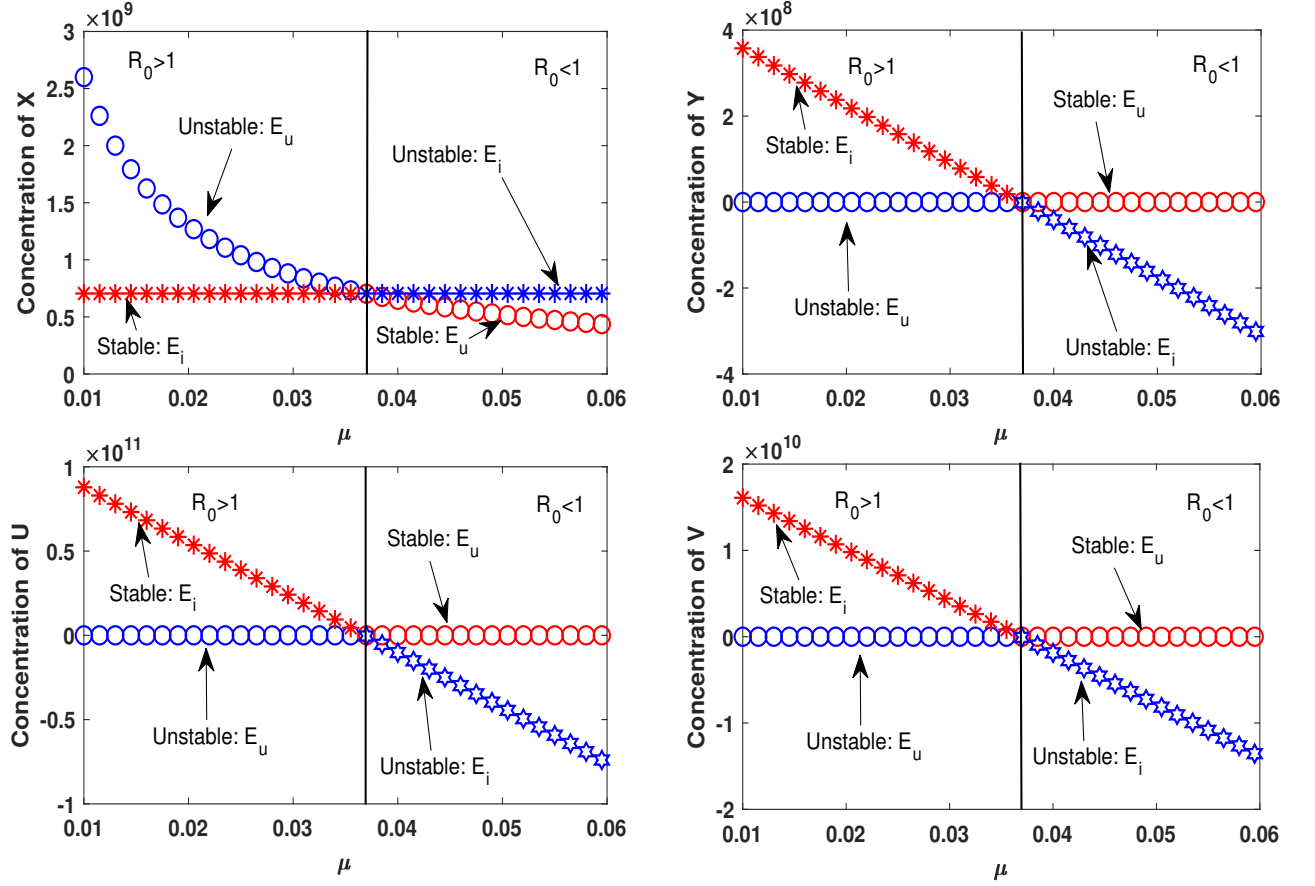 ×10^9
3
2.5
2
1.5
1
0.5
0
Concentration of X
R_0>1
R_0<1
Unstable: E_u
Unstable: E_i
Stable: E_i
Stable: E_u
0.01 0.02 0.03 0.04 0.05 0.06
μ
×10^8
4
2
0
-2
-4
Concentration of Y
R_0>1
R_0<1
Stable: E_i
Stable: E_u
Unstable: E_u
Unstable: E_i
0.01 0.02 0.03 0.04 0.05 0.06
μ
×10^11
1
0.5
0
-0.5
-1
Concentration of U
R_0>1
R_0<1
Stable: E_i
Stable: E_u
Unstable: E_u
Unstable: E_i
0.01 0.02 0.03 0.04 0.05 0.06
μ
×10^10
2
1
0
-1
-2
Concentration of V
R_0>1
R_0<1
Stable: E_i
Stable: E_u
Unstable: E_u
Unstable: E_i
0.01 0.02 0.03 0.04 0.05 0.06
μ